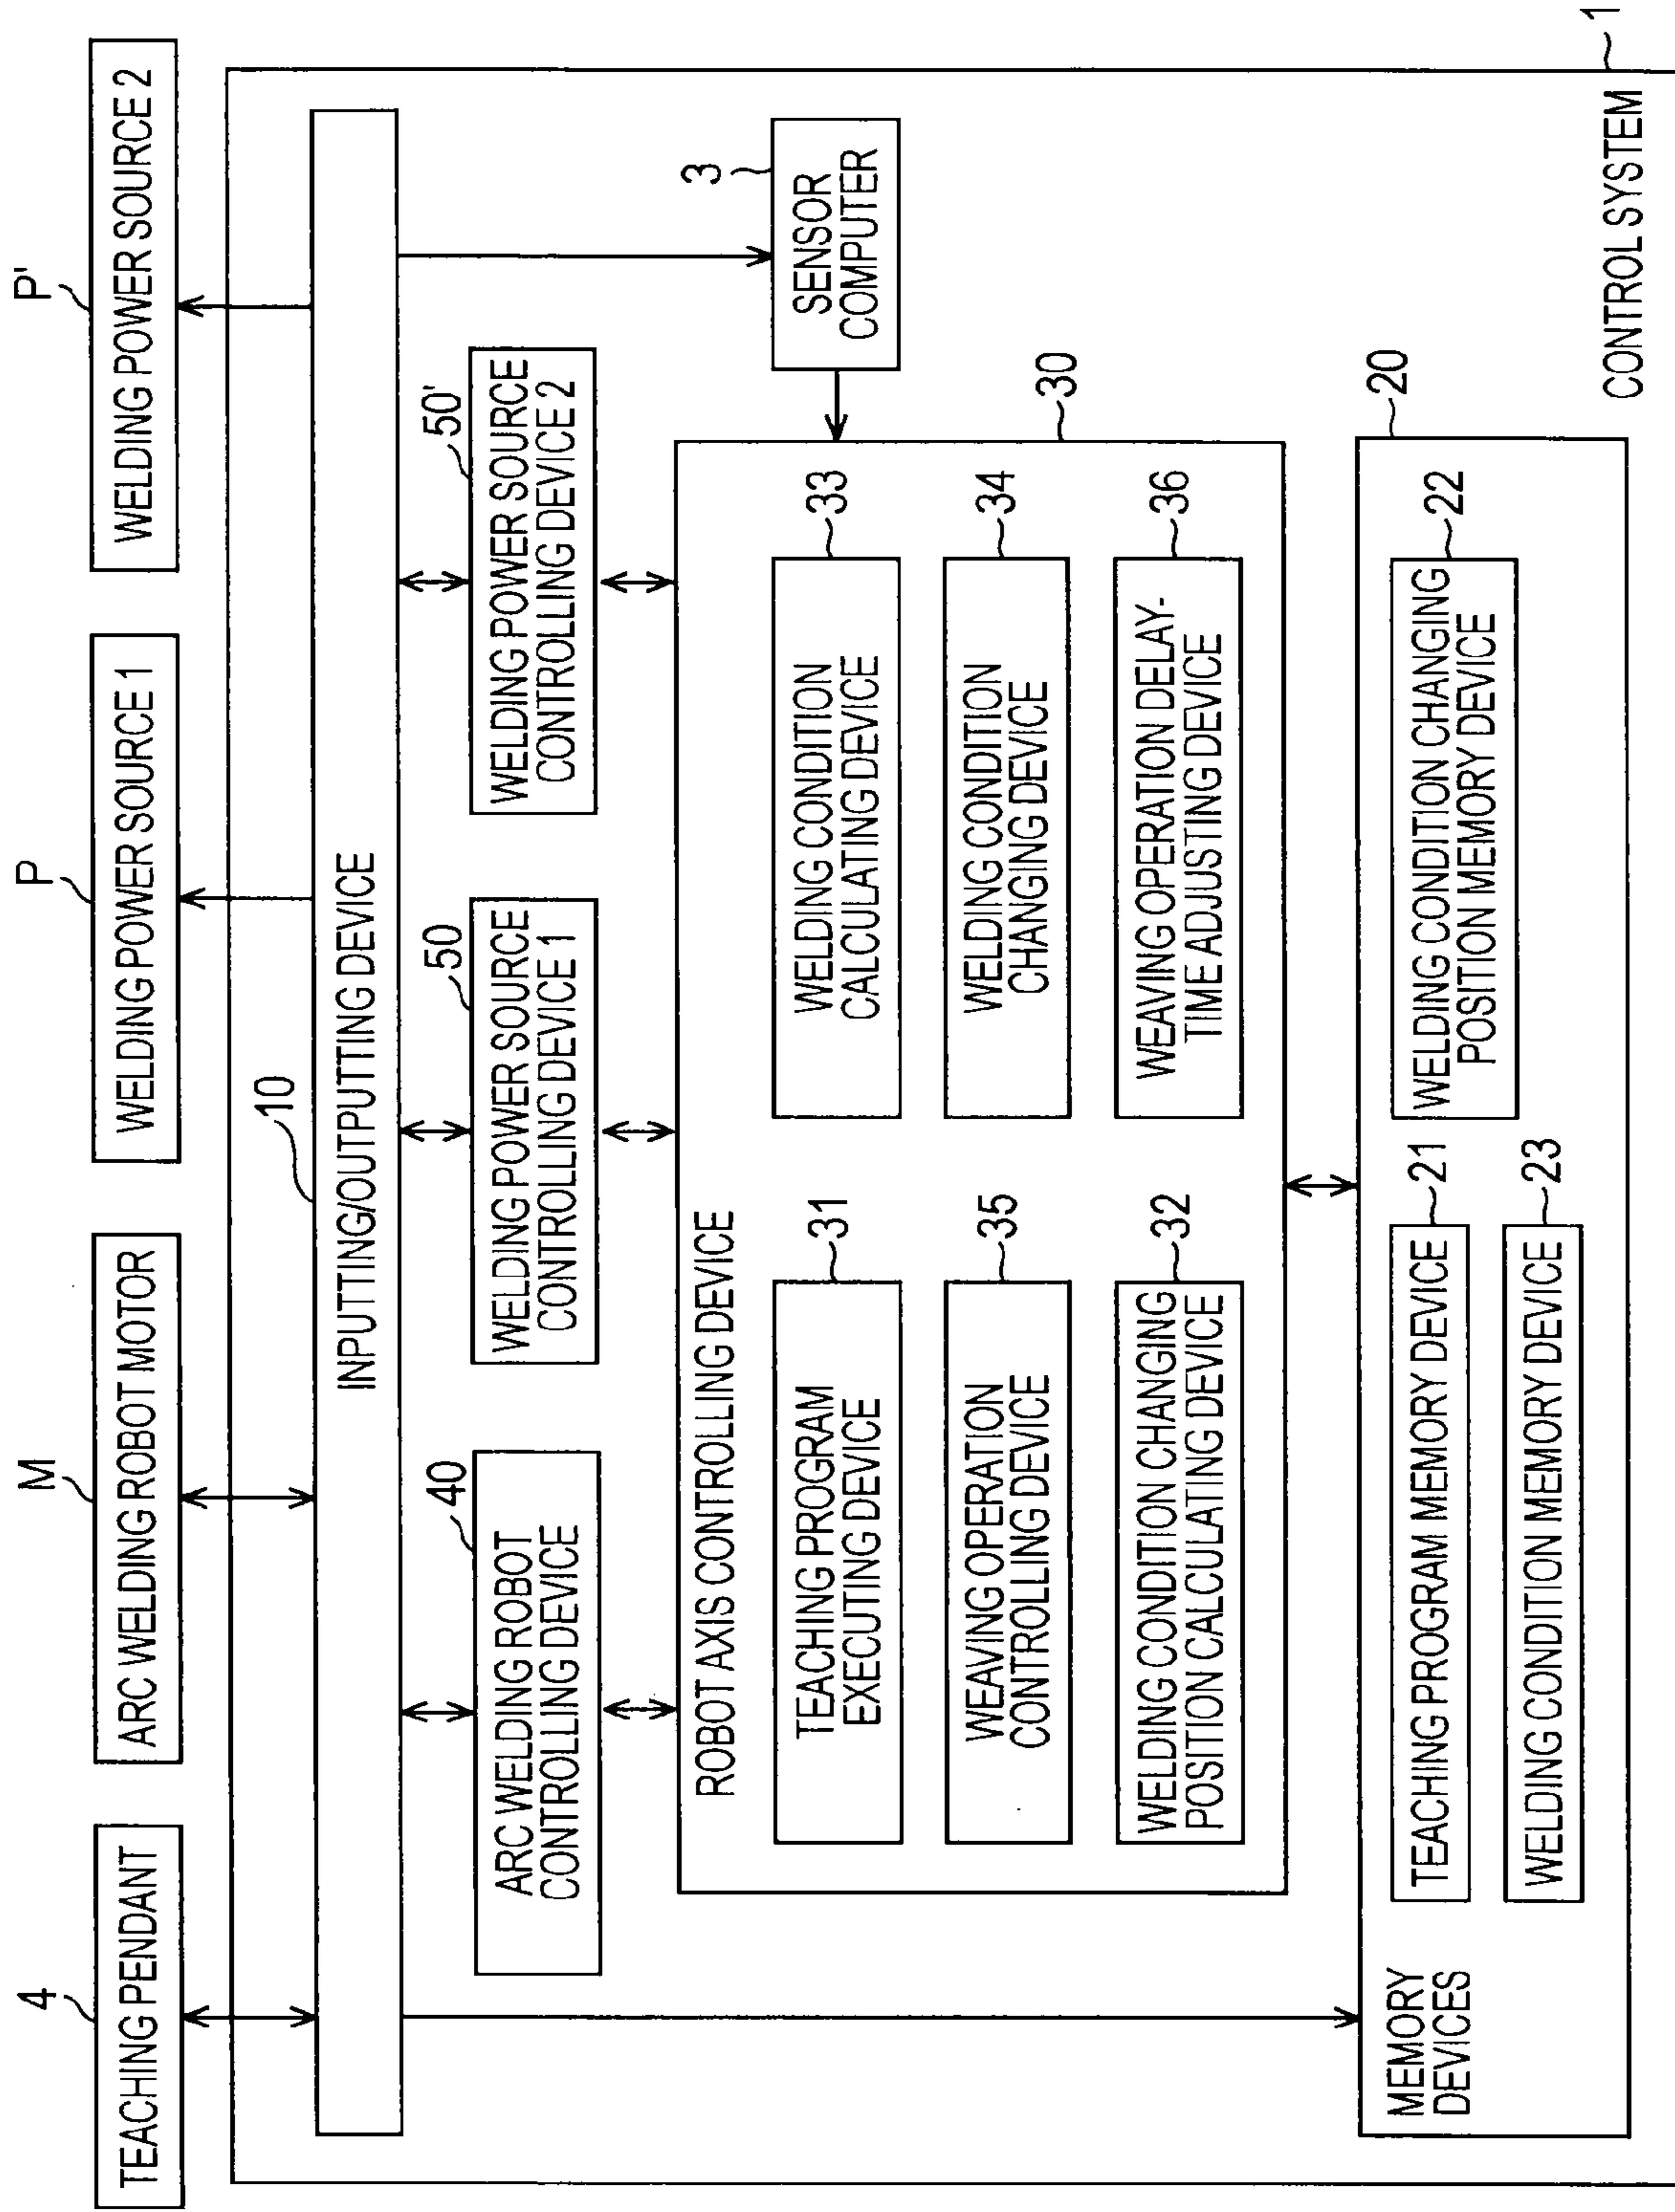 4
TEACHING PENDANT
M
ARC WELDING ROBOT MOTOR
P
WELDING POWER SOURCE 1
P'
WELDING POWER SOURCE 2
10
INPUTTING/OUTPUTTING DEVICE
40
ARC WELDING ROBOT
CONTROLLING DEVICE
50
WELDING POWER SOURCE
CONTROLLING DEVICE 1
50'
WELDING POWER SOURCE
CONTROLLING DEVICE 2
3
SENSOR
COMPUTER
ROBOT AXIS CONTROLLING DEVICE
30
TEACHING PROGRAM
EXECUTING DEVICE
31
WELDING CONDITION
CALCULATING DEVICE
33
WEAVING OPERATION
CONTROLLING DEVICE
35
WELDING CONDITION
CHANGING DEVICE
34
WELDING CONDITION CHANGING
POSITION CALCULATING DEVICE
32
WEAVING OPERATION DELAY-
TIME ADJUSTING DEVICE
36
MEMORY
DEVICES
20
TEACHING PROGRAM MEMORY DEVICE
21
WELDING CONDITION CHANGING
POSITION MEMORY DEVICE
22
WELDING CONDITION MEMORY DEVICE
23
CONTROL SYSTEM
1